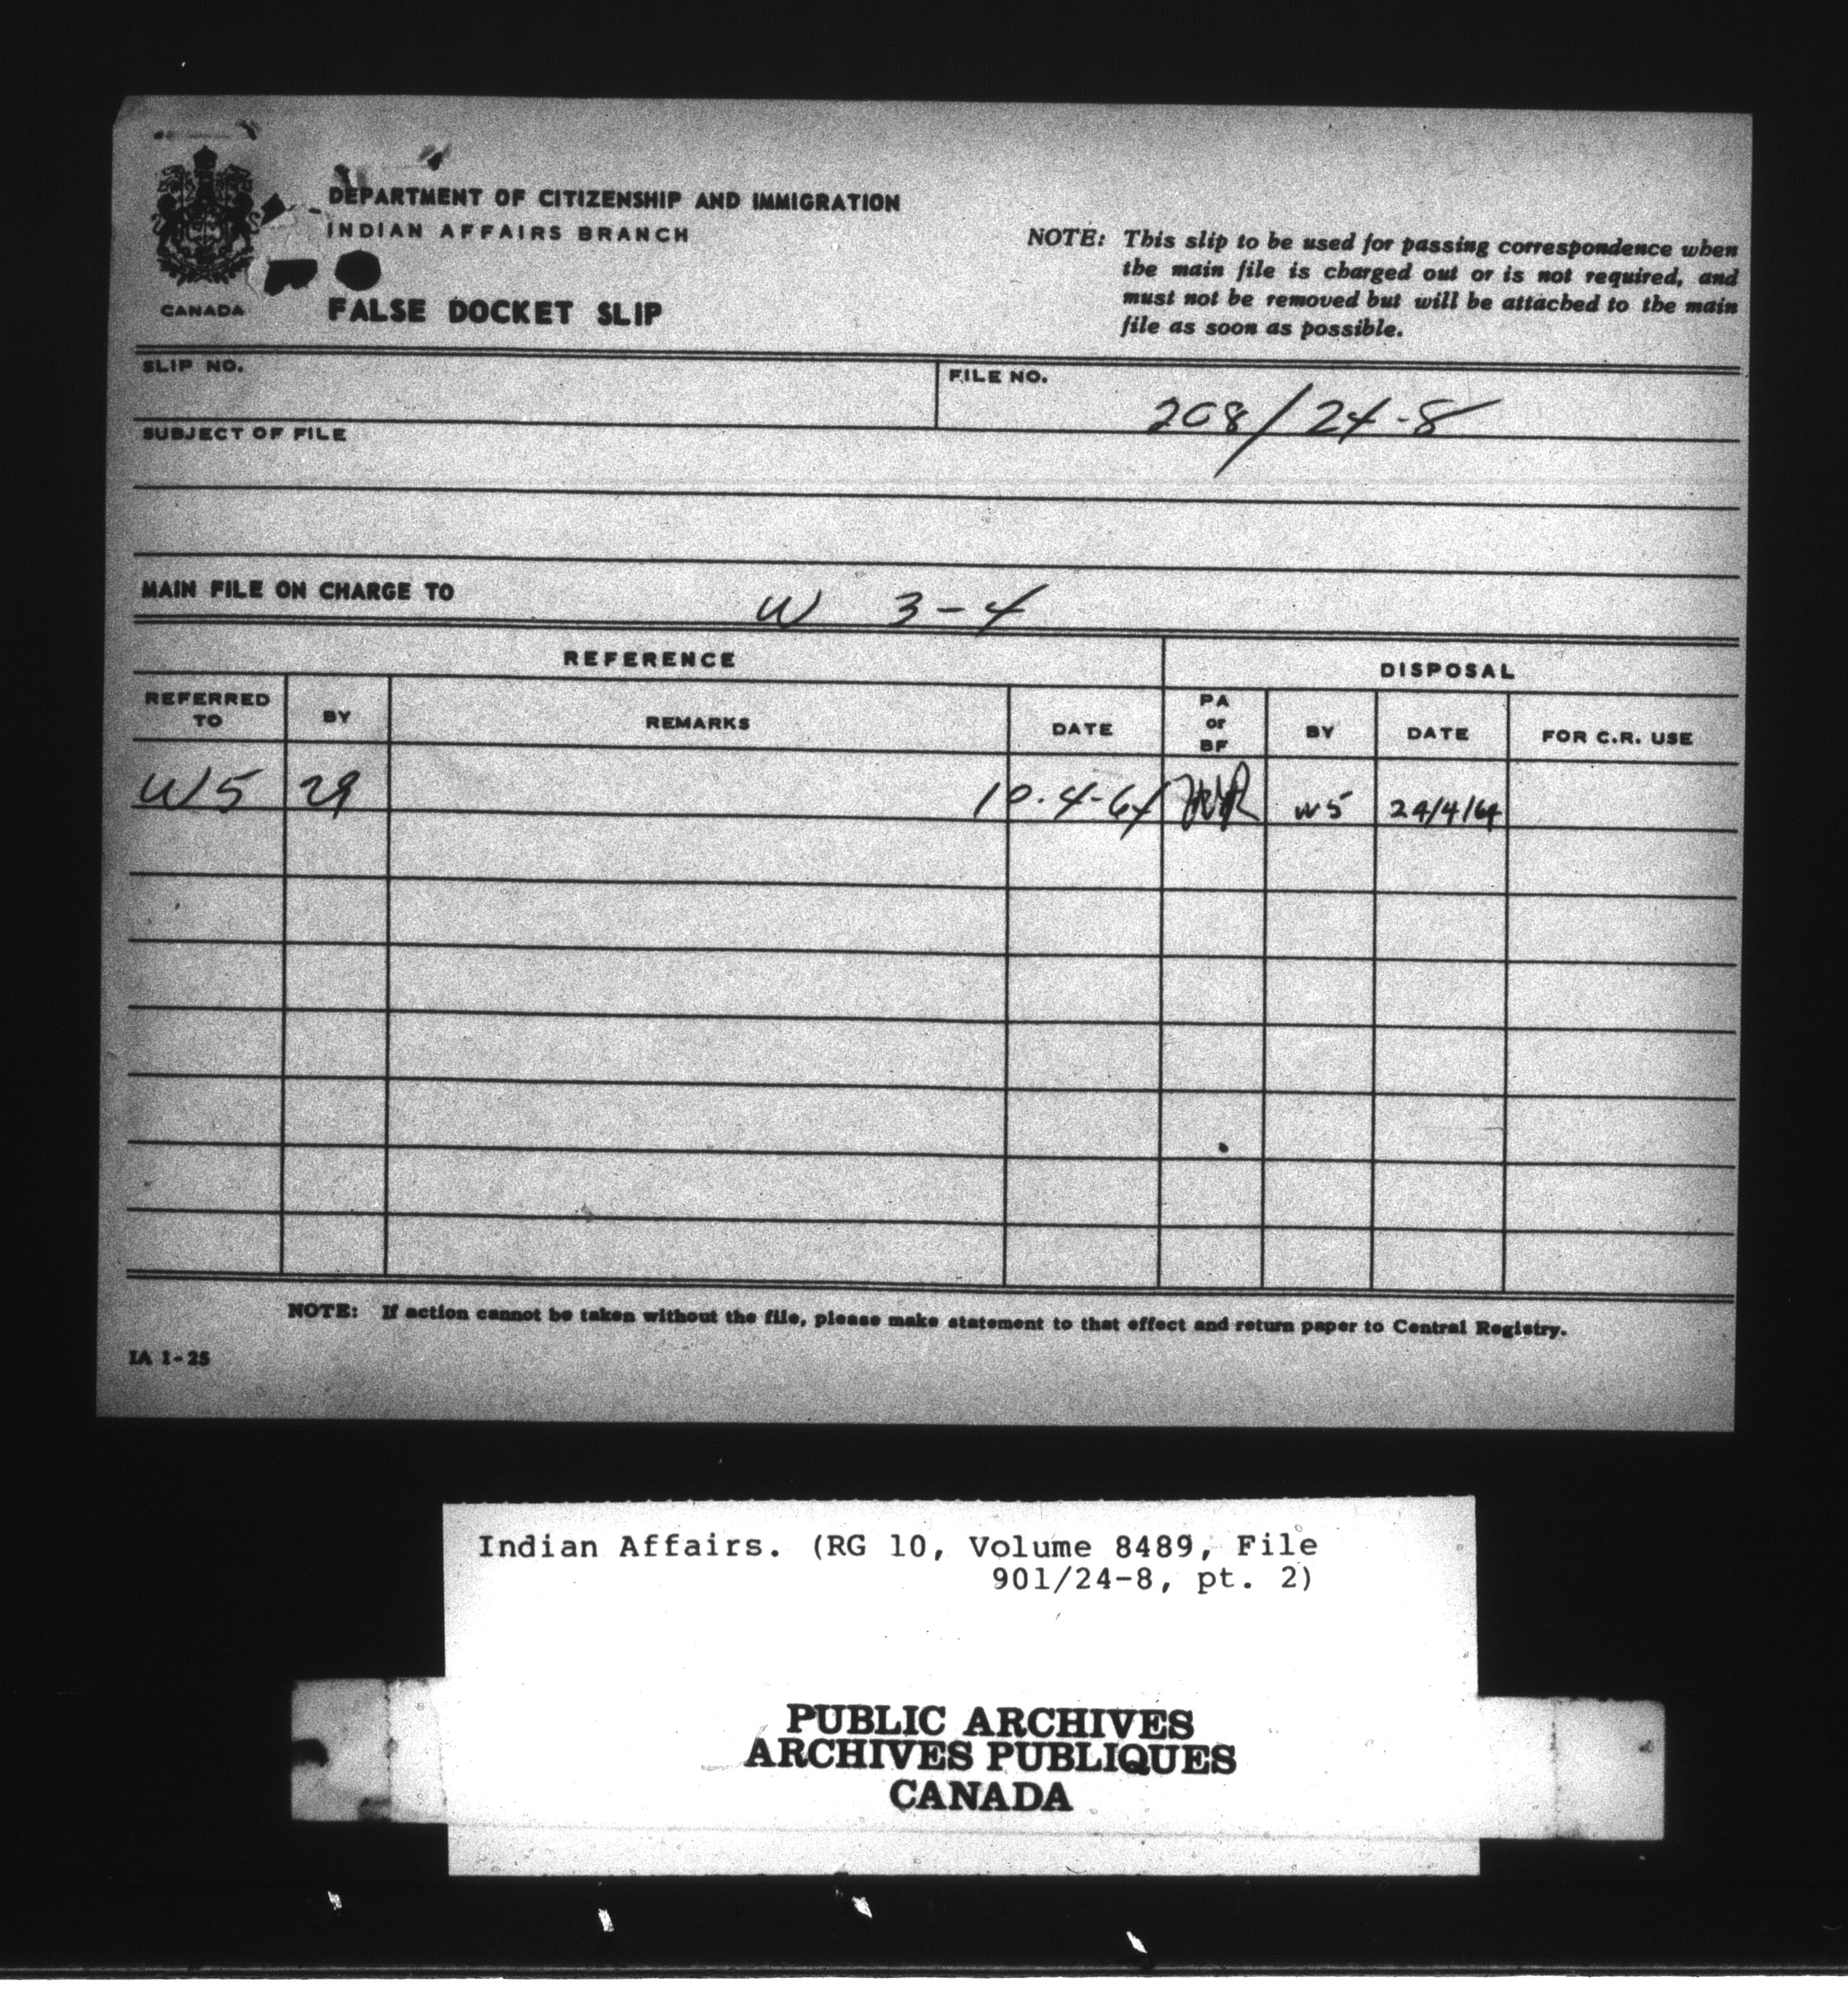 DEPARTMENT OF CITIZENSHIP AND IMMIGRATION
INDIAN AFFAIRS BRANCH
CANADA
FALSE DOCKET SLIP
NOTE: This slip to be used for passing correspondence when
the main file is charged out or is not required, and
must not be removed but will be attached to the main
file as soon as possible.
SLIP NO.
FILE NO.
208/24-8
SUBJECT OF FILE
MAIN FILE ON CHARGE TO W 3-4
REFERENCE DISPOSAL
REFERRED TO BY REMARKS DATE PA or BF BY DATE FOR C.R. USE
W5 29 10-4-64 W5 24/4/64
NOTE: If action cannot be taken without the file, please make statement to that effect and return paper to Central Registry.
IA 1-25
Indian Affairs. (RG 10, Volume 8489, File
901/24-8, pt. 2)
PUBLIC ARCHIVES
ARCHIVES PUBLIQUES
CANADA